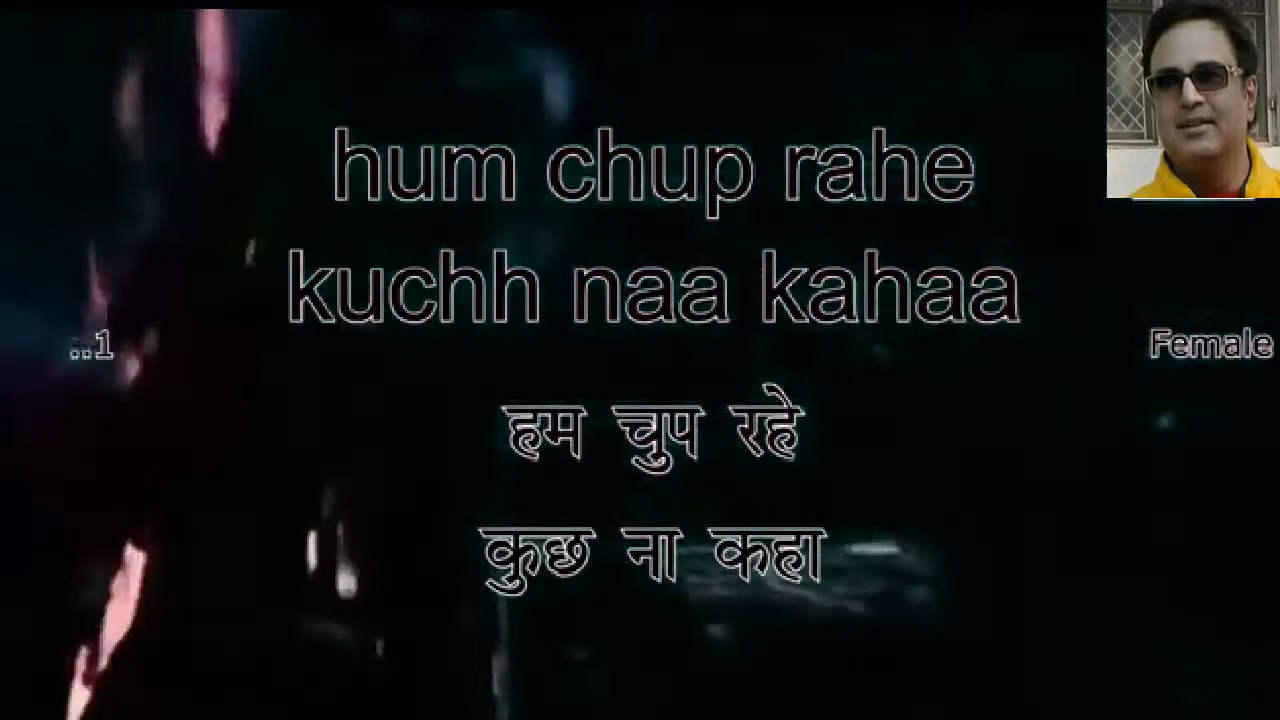 hum chup rahe
kuchh naa kahaa
..1
Female
हम चुप रहे
कुछ ना कहा